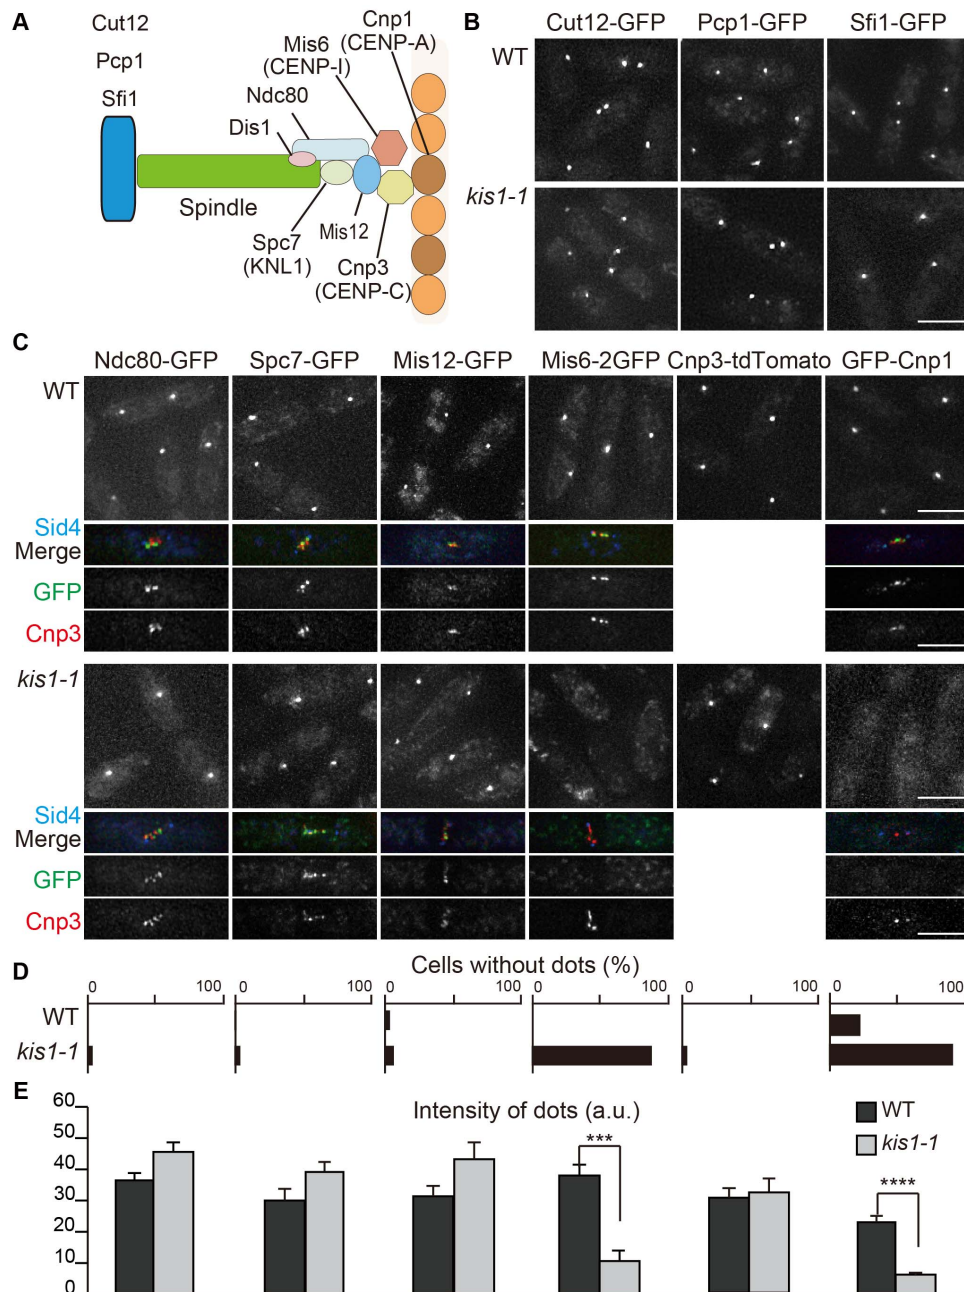 A
Cut12
Pcp1
Sfi1
Mis6
(CENP-I)
Cnp1
(CENP-A)
Ndc80
Dis1
Spindle
Spc7
(KNL1)
Mis12
Cnp3
(CENP-C)
B
Cut12-GFP Pcp1-GFP Sfi1-GFP
WT
kis1-1
C
Ndc80-GFP Spc7-GFP Mis12-GFP Mis6-2GFP Cnp3-tdTomato GFP-Cnp1
WT
Sid4
Merge
GFP
Cnp3
kis1-1
Sid4
Merge
GFP
Cnp3
D
Cells without dots (%)
0 100 0 100 0 100 0 100 0 100 0 100
WT
kis1-1
E
Intensity of dots (a.u.)
60
50
40
30
20
10
0
***
****
WT
kis1-1